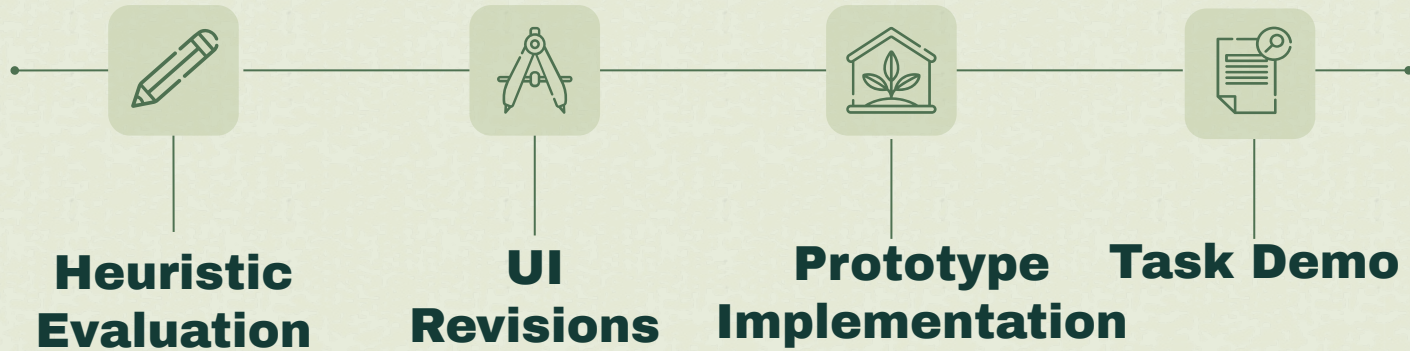 Heuristic
Evaluation
UI
Revisions
Prototype
Implementation
Task Demo